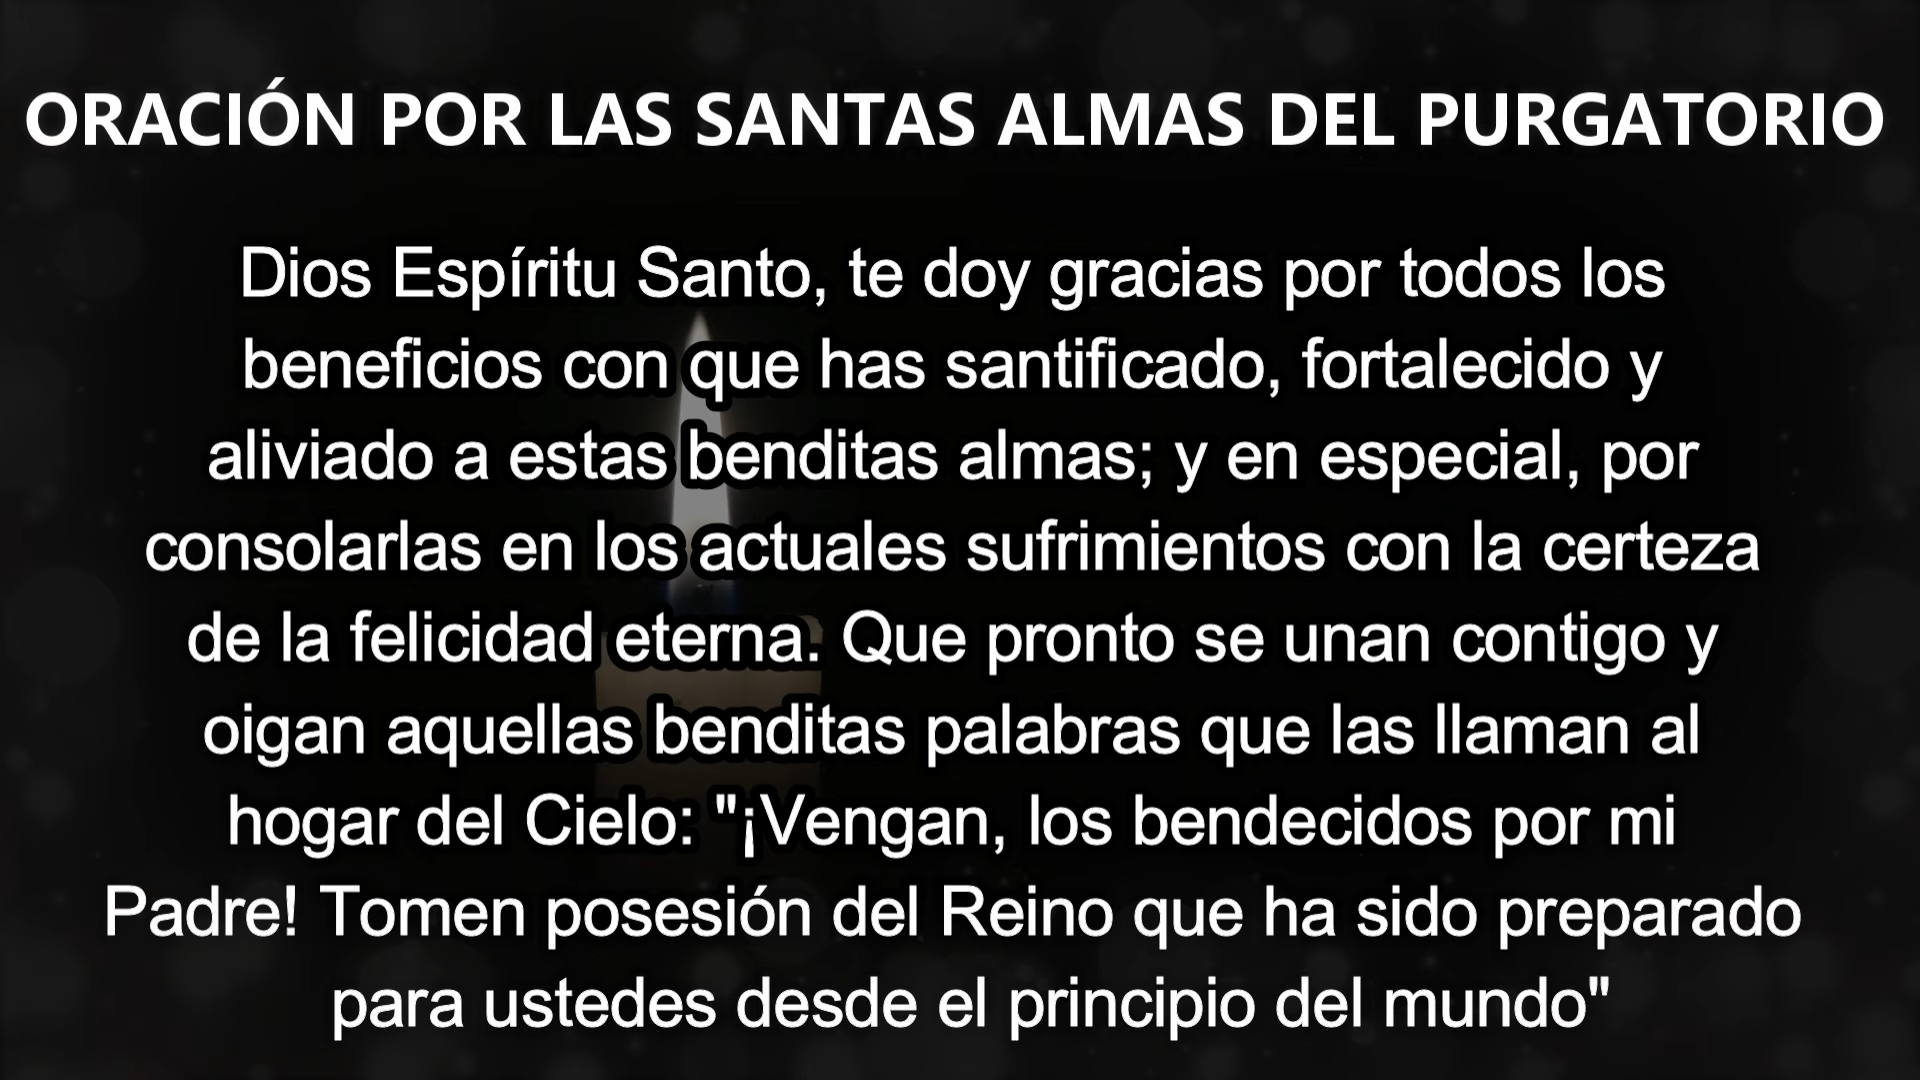 ORACIÓN POR LAS SANTAS ALMAS DEL PURGATORIO
Dios Espíritu Santo, te doy gracias por todos los
beneficios con que has santificado, fortalecido y
aliviado a estas benditas almas; y en especial, por
consolarlas en los actuales sufrimientos con la certeza
de la felicidad eterna. Que pronto se unan contigo y
oigan aquellas benditas palabras que las llaman al
hogar del Cielo: "¡Vengan, los bendecidos por mi
Padre! Tomen posesión del Reino que ha sido preparado
para ustedes desde el principio del mundo"